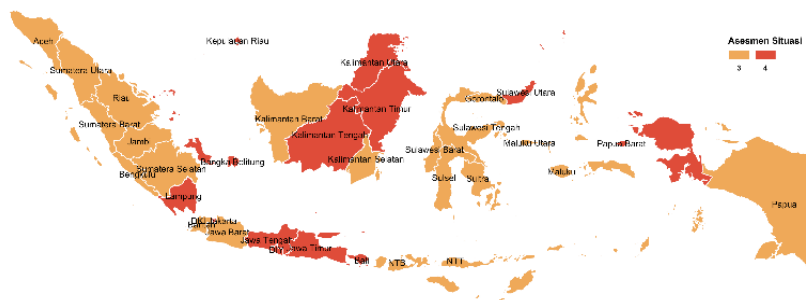 Aceh
Kepulauan Riau
Asesmen Situasi
3
4
Sumatera Utara
Kalimantan Utara
Riau
Gorontalo
Sulawesi Utara
Kalimantan Timur
Sumatera Barat
Kalimantan Barat
Sulawesi Tengah
Kalimantan Tengah
Jambi
Maluku Utara
Papua Barat
Sulawesi Barat
Bangka Belitung
Kalimantan Selatan
Sumatera Selatan
Bengkulu
Maluku
Sulsel
Sultra
Lampung
Papua
DKI Jakarta
Banten
Jawa Barat
Jawa Tengah
DIY
Jawa Timur
Bali
NTB
NTT